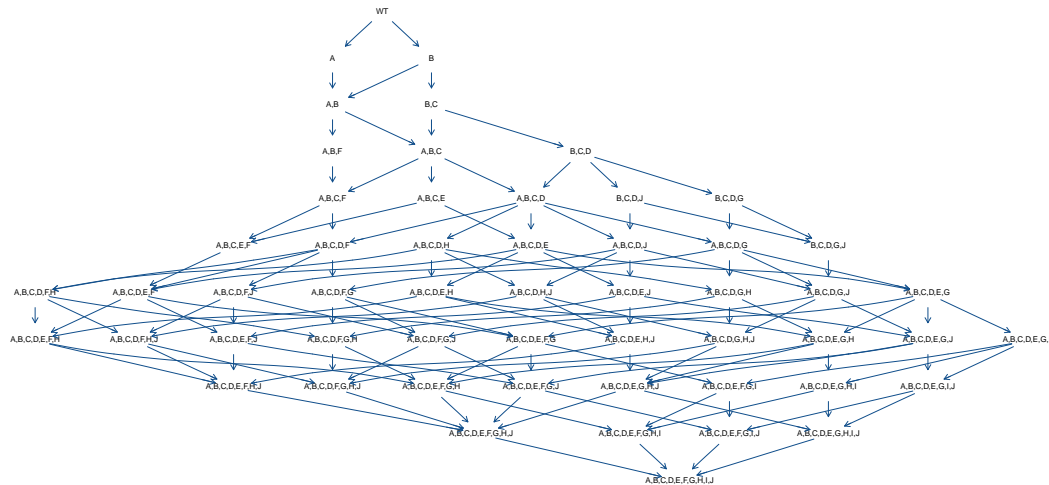 WT
A
B
A,B
B,C
A,B,F
A,B,C
B,C,D
A,B,C,F
A,B,C,E
A,B,C,D
B,C,D,J
B,C,D,G
A,B,C,E,F
A,B,C,D,F
A,B,C,D,H
A,B,C,D,E
A,B,C,D,J
A,B,C,D,G
B,C,D,G,J
A,B,C,D,F,H
A,B,C,D,E,F
A,B,C,D,F,J
A,B,C,D,F,G
A,B,C,D,E,H
A,B,C,D,H,J
A,B,C,D,E,J
A,B,C,D,G,H
A,B,C,D,G,J
A,B,C,D,E,G
A,B,C,D,E,F,H
A,B,C,D,F,H,J
A,B,C,D,E,F,J
A,B,C,D,F,G,H
A,B,C,D,F,G,J
A,B,C,D,E,F,G
A,B,C,D,E,H,J
A,B,C,D,G,H,J
A,B,C,D,E,G,H
A,B,C,D,E,G,J
A,B,C,D,E,G,
A,B,C,D,E,F,H,J
A,B,C,D,F,G,H,J
A,B,C,D,E,F,G,H
A,B,C,D,E,F,G,J
A,B,C,D,E,G,H,J
A,B,C,D,E,F,G,I
A,B,C,D,E,G,H,I
A,B,C,D,E,G,I,J
A,B,C,D,E,F,G,H,J
A,B,C,D,E,F,G,H,I
A,B,C,D,E,F,G,I,J
A,B,C,D,E,G,H,I,J
A,B,C,D,E,F,G,H,I,J